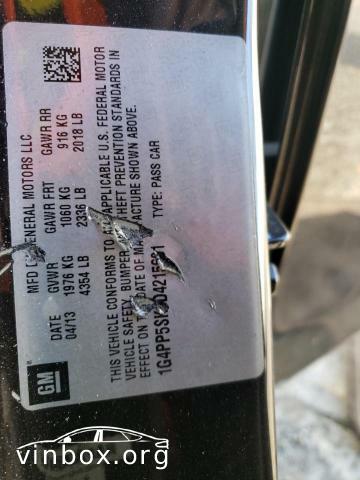 MFD BY GENERAL MOTORS LLC
DATE GVWR GAWR FRT GAWR RR
04/13 1976 KG 1060 KG 916 KG
4354 LB 2336 LB 2018 LB
THIS VEHICLE CONFORMS TO ALL APPLICABLE U.S. FEDERAL MOTOR
VEHICLE SAFETY, BUMPER, THEFT PREVENTION STANDARDS IN
EFFECT ON DATE OF MANUFACTURE SHOWN ABOVE.
TYPE: PASS CAR
GM
vinbox.org